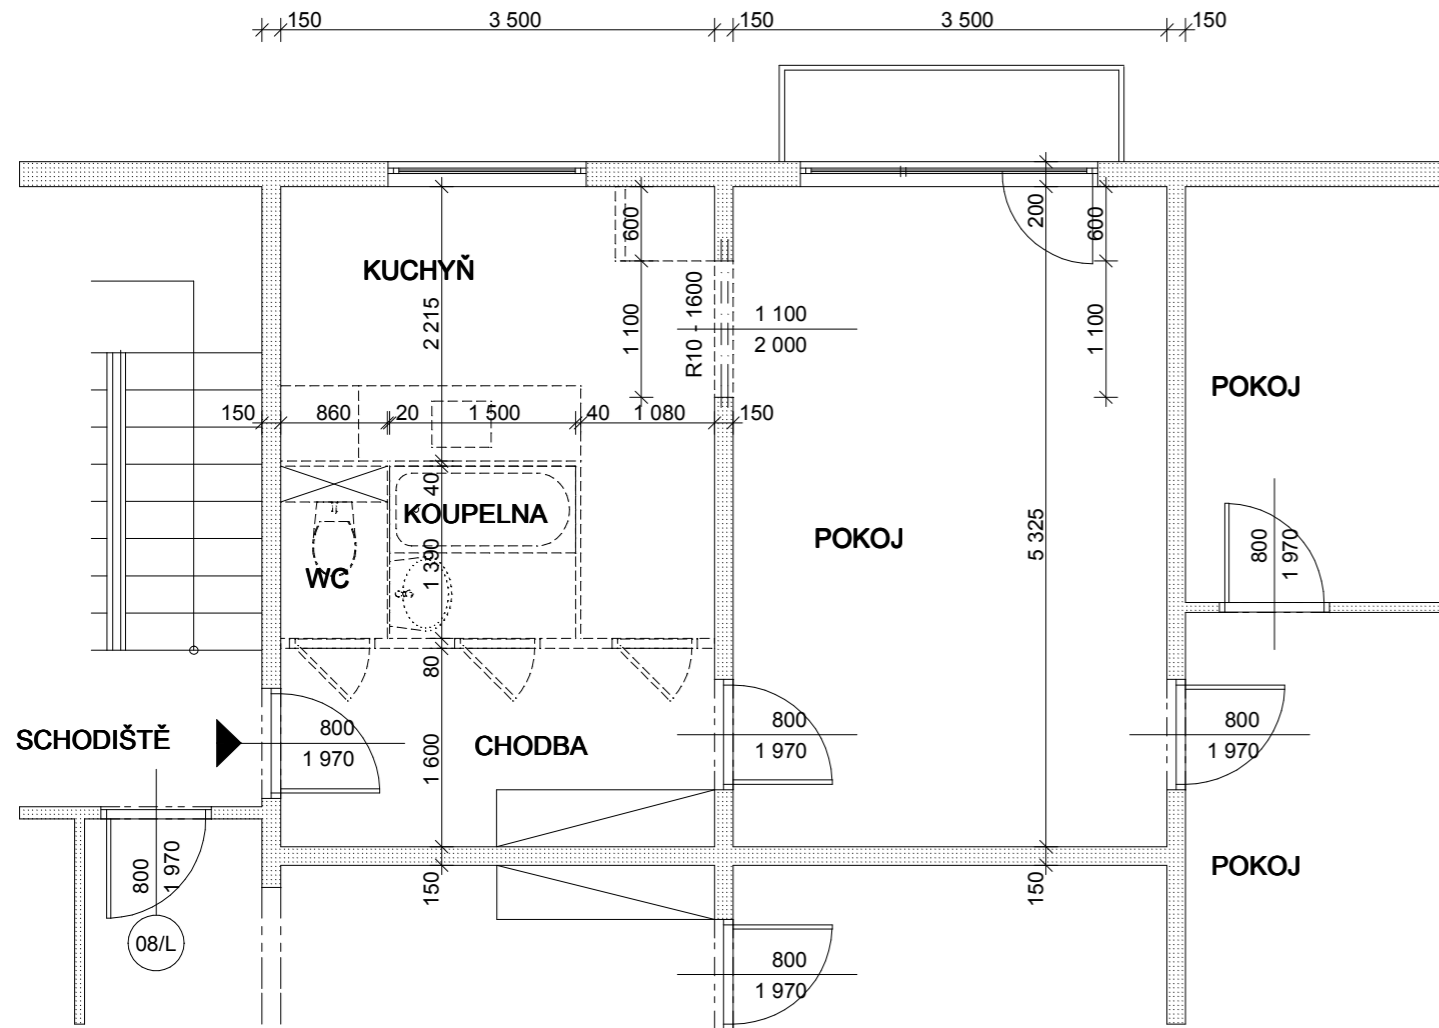 150 3 500 150 3 500 150
600 200 600
KUCHYŇ
2 215 1 100 R10 - 1600 1 100 1 100
2 000
POKOJ
150 860 20 1 500 40 1 080 150
40
KOUPELNA
POKOJ 5 325 800 1 970
1 390
WC
80
800 800 800
SCHODIŠTĚ CHODBA
1 970 1 600 1 970 1 970
800 1 970 150 150 POKOJ
08/L
800
1 970